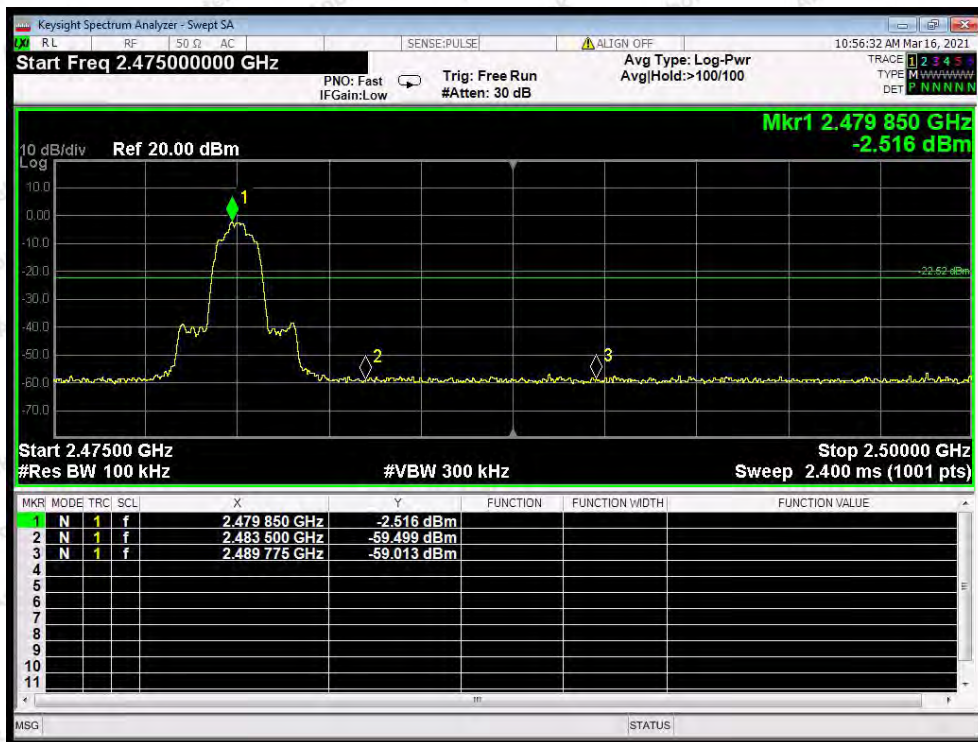 Keysight Spectrum Analyzer - Swept SA
LXI RL RF 50 Ω AC SENSE:PULSE ALIGN OFF 10:56:32 AM Mar 16, 2021
Start Freq 2.475000000 GHz
PNO: Fast
IFGain:Low
Trig: Free Run
#Atten: 30 dB
Avg Type: Log-Pwr
Avg|Hold:>100/100
TRACE 1 2 3 4 5 6
TYPE M WWWWW
DET P N N N N N
Mkr1 2.479 850 GHz
-2.516 dBm
10 dB/div Ref 20.00 dBm
Log
10.0
0.00
-10.0
-20.0
-30.0
-40.0
-50.0
-60.0
-70.0
1
-22.52 dBm
2
3
Start 2.47500 GHz Stop 2.50000 GHz
#Res BW 100 kHz #VBW 300 kHz Sweep 2.400 ms (1001 pts)
MKR MODE TRC SCL X Y FUNCTION FUNCTION WIDTH FUNCTION VALUE
1 N 1 f 2.479 850 GHz -2.516 dBm
2 N 1 f 2.483 500 GHz -59.499 dBm
3 N 1 f 2.489 775 GHz -59.013 dBm
4
5
6
7
8
9
10
11
MSG STATUS